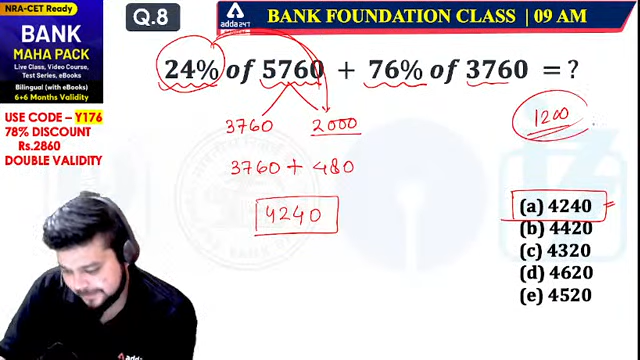 NRA-CET Ready
BANK
MAHA PACK
Live Class, Video Course,
Test Series, eBooks
Bilingual (with eBooks)
6+6 Months Validity
USE CODE – Y176
78% DISCOUNT
Rs.2860
DOUBLE VALIDITY
Q.8
adda247
BANK FOUNDATION CLASS | 09 AM
24% of 5760 + 76% of 3760 = ?
3760 2000
3760 + 480
4240
1200
(a) 4240
(b) 4420
(c) 4320
(d) 4620
(e) 4520
adda